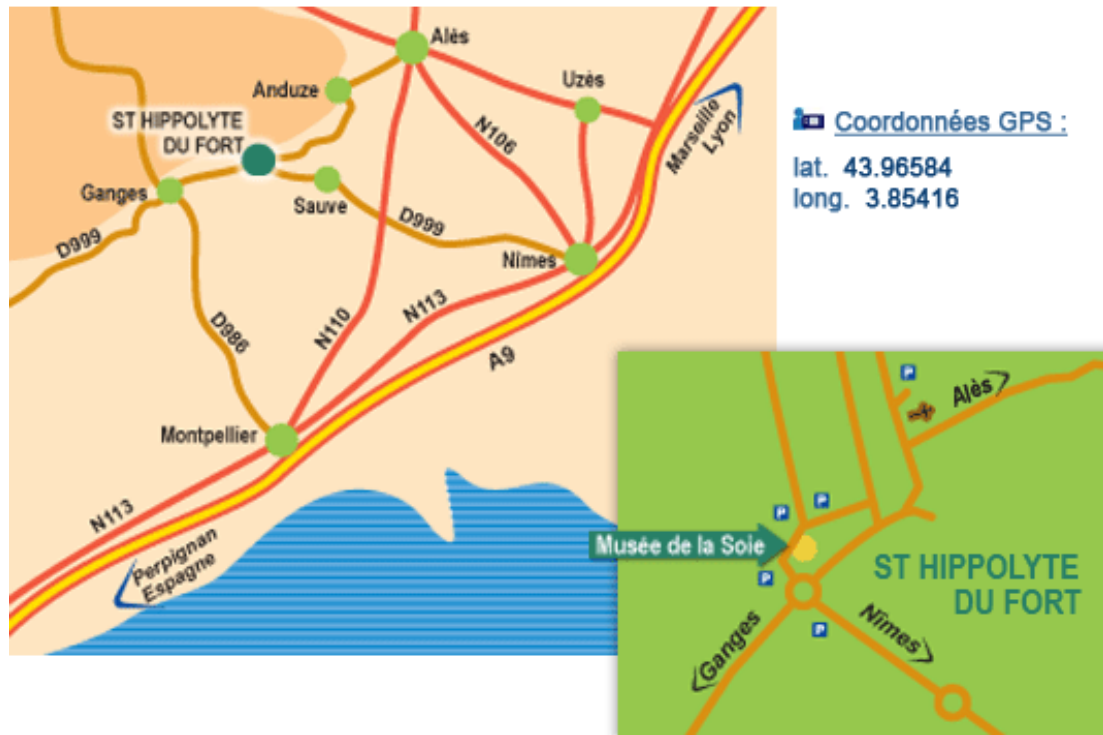 Alès
Uzès
Anduze
ST HIPPOLYTE
DU FORT
N106
Marseille
Lyon
Ganges
Sauve
D999
D999
Nîmes
N110
N113
D986
A9
Montpellier
N113
Perpignan
Espagne
Coordonnées GPS :
lat. 43.96584
long. 3.85416
P
Alès
P
P
Musée de la Soie
P
ST HIPPOLYTE
DU FORT
P
Ganges
Nîmes